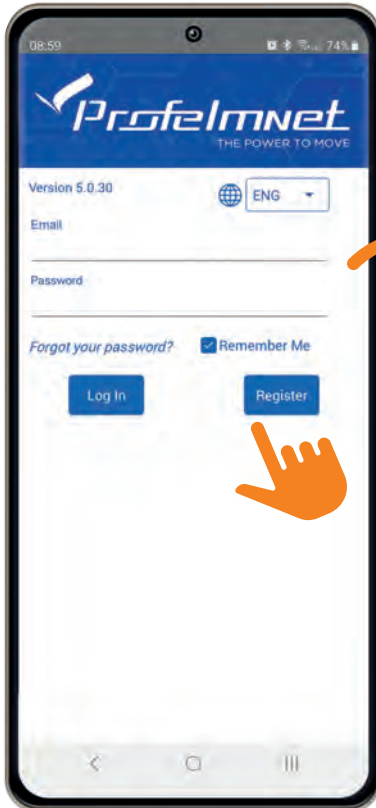 08:59 74%
Profelmnet
THE POWER TO MOVE
Version 5.0.30 ENG
Email
Password
Forgot your password? Remember Me
Log In Register